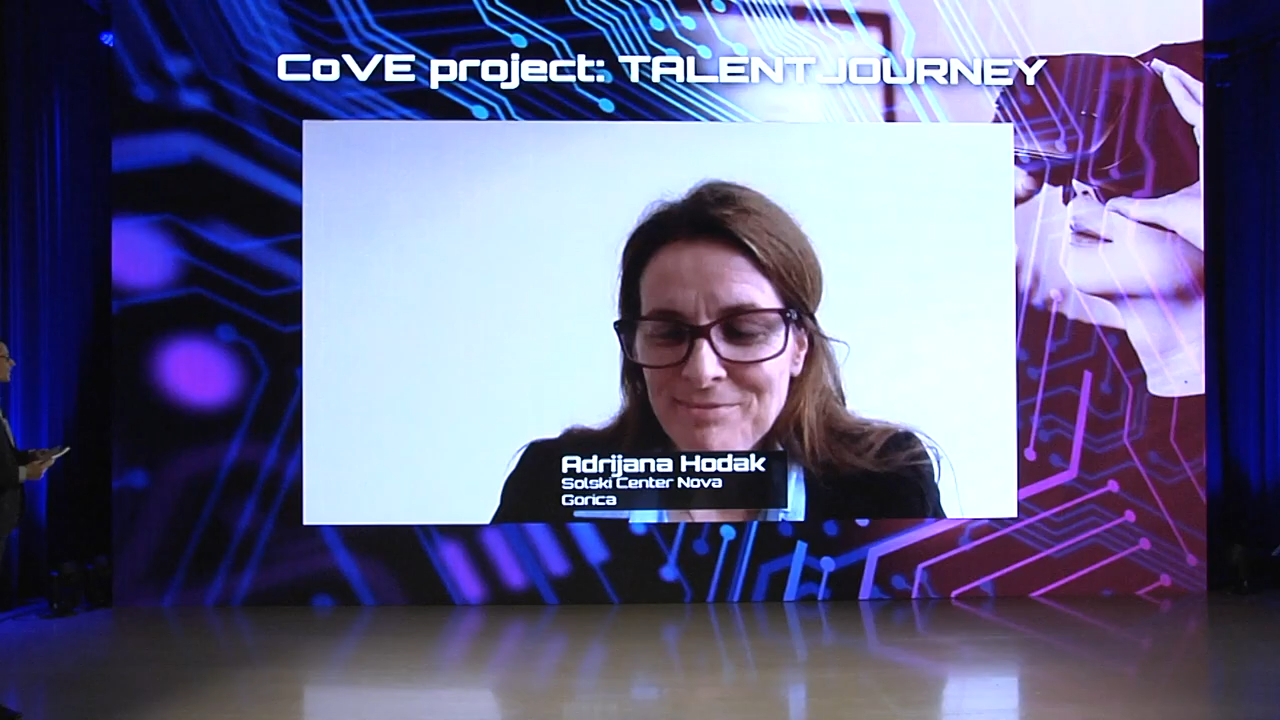 CoVE project: TALENTJOURNEY
Adrijana Hodak
Solski Center Nova
Gorica